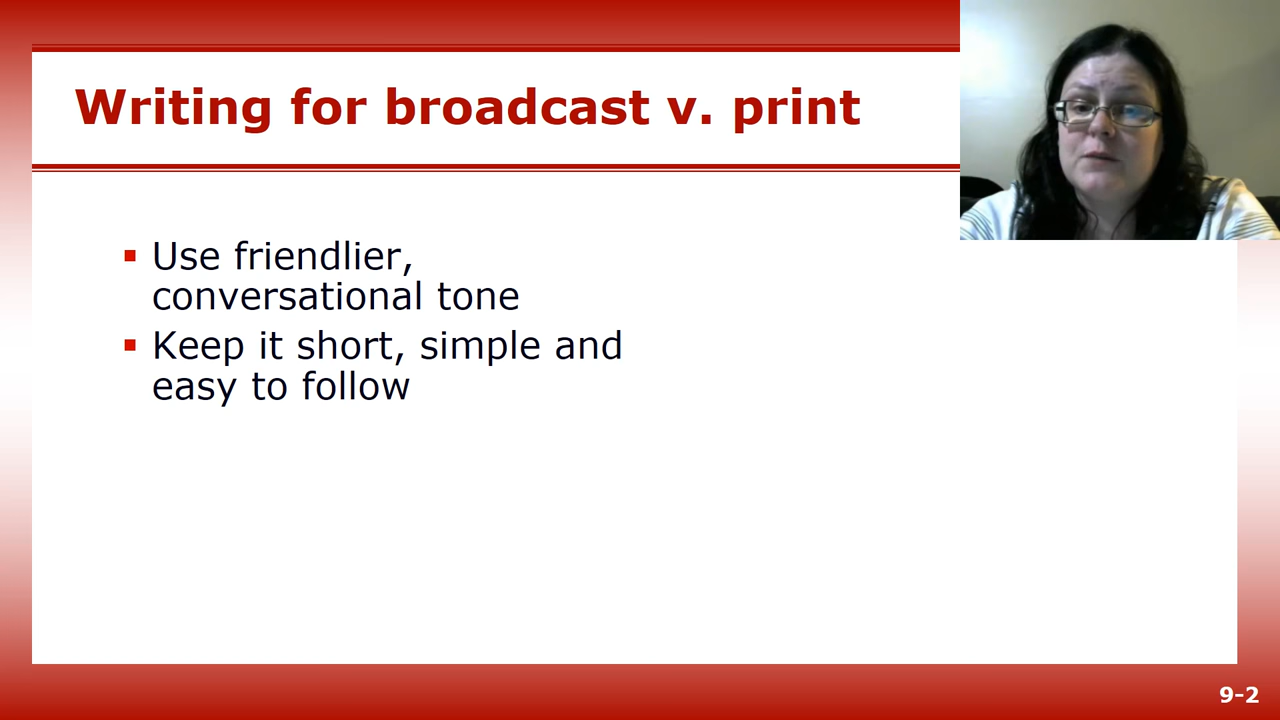 Writing for broadcast v. print
Use friendlier,
conversational tone
Keep it short, simple and
easy to follow
9-2